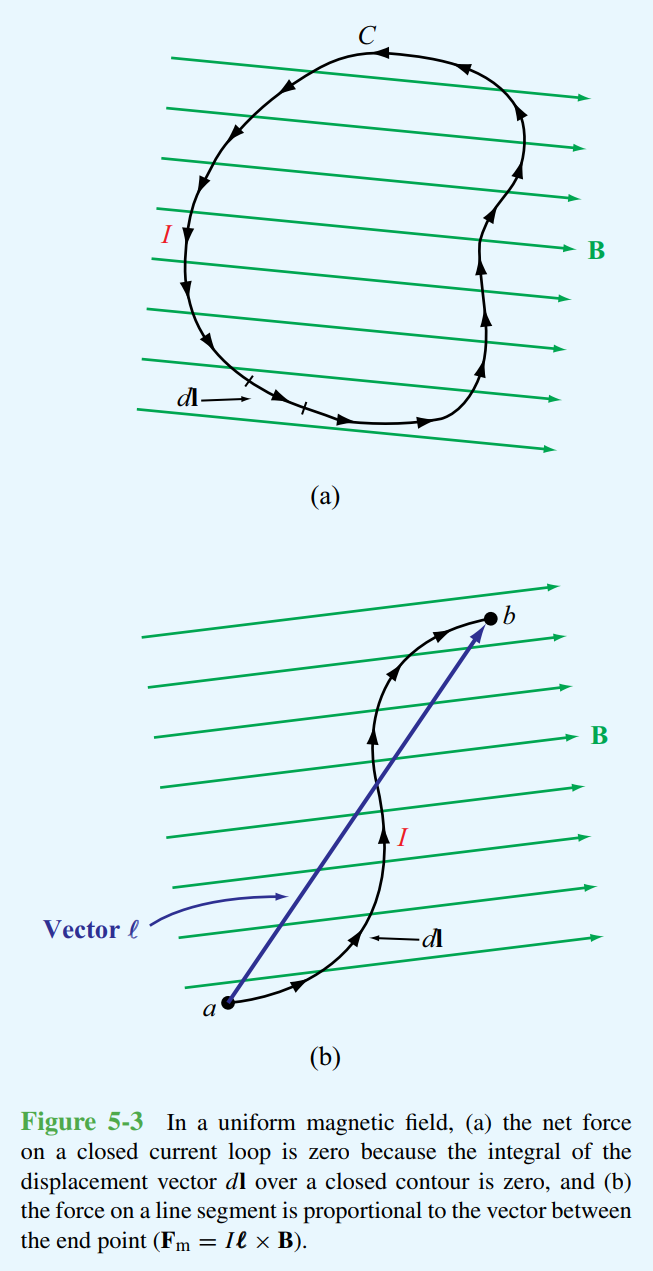 C
I
B
dl
(a)
b
B
I
Vector ℓ
dl
a
(b)
Figure 5-3 In a uniform magnetic field, (a) the net force
on a closed current loop is zero because the integral of the
displacement vector dl over a closed contour is zero, and (b)
the force on a line segment is proportional to the vector between
the end point (Fm = Iℓ × B).